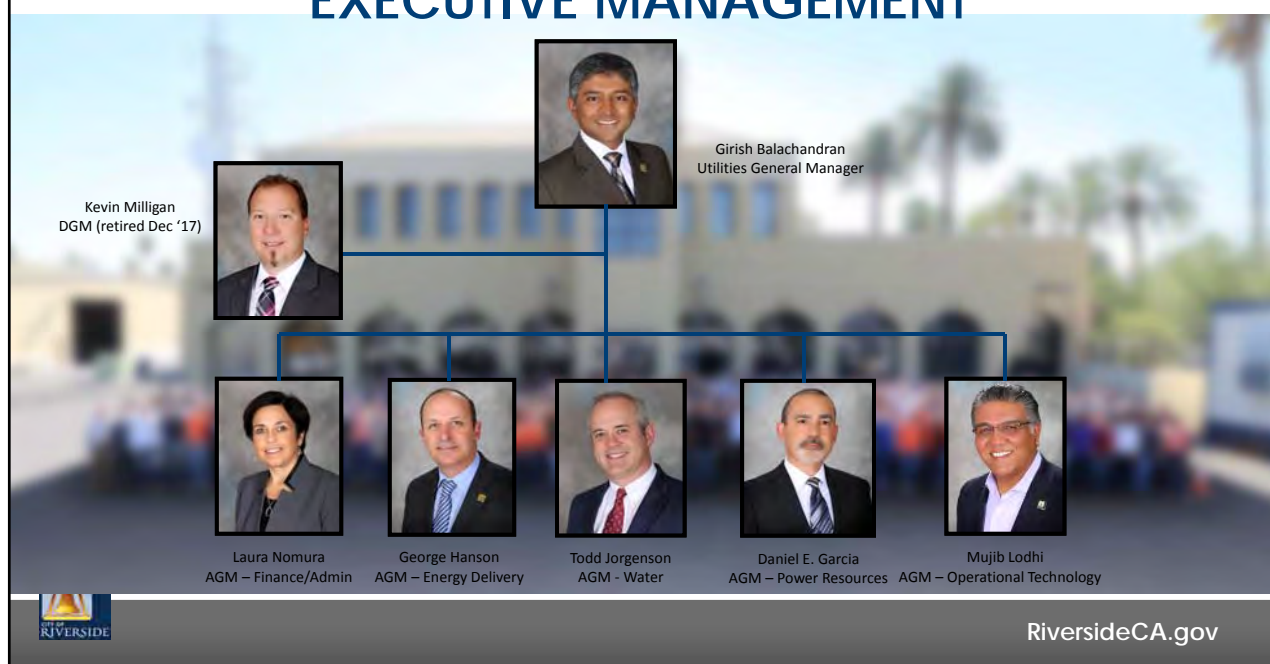 EXECUTIVE MANAGEMENT
Girish Balachandran
Utilities General Manager
Kevin Milligan
DGM (retired Dec ‘17)
Laura Nomura
AGM – Finance/Admin
George Hanson
AGM – Energy Delivery
Todd Jorgenson
AGM - Water
Daniel E. Garcia
AGM – Power Resources
Mujib Lodhi
AGM – Operational Technology
CITY OF
RIVERSIDE
RiversideCA.gov